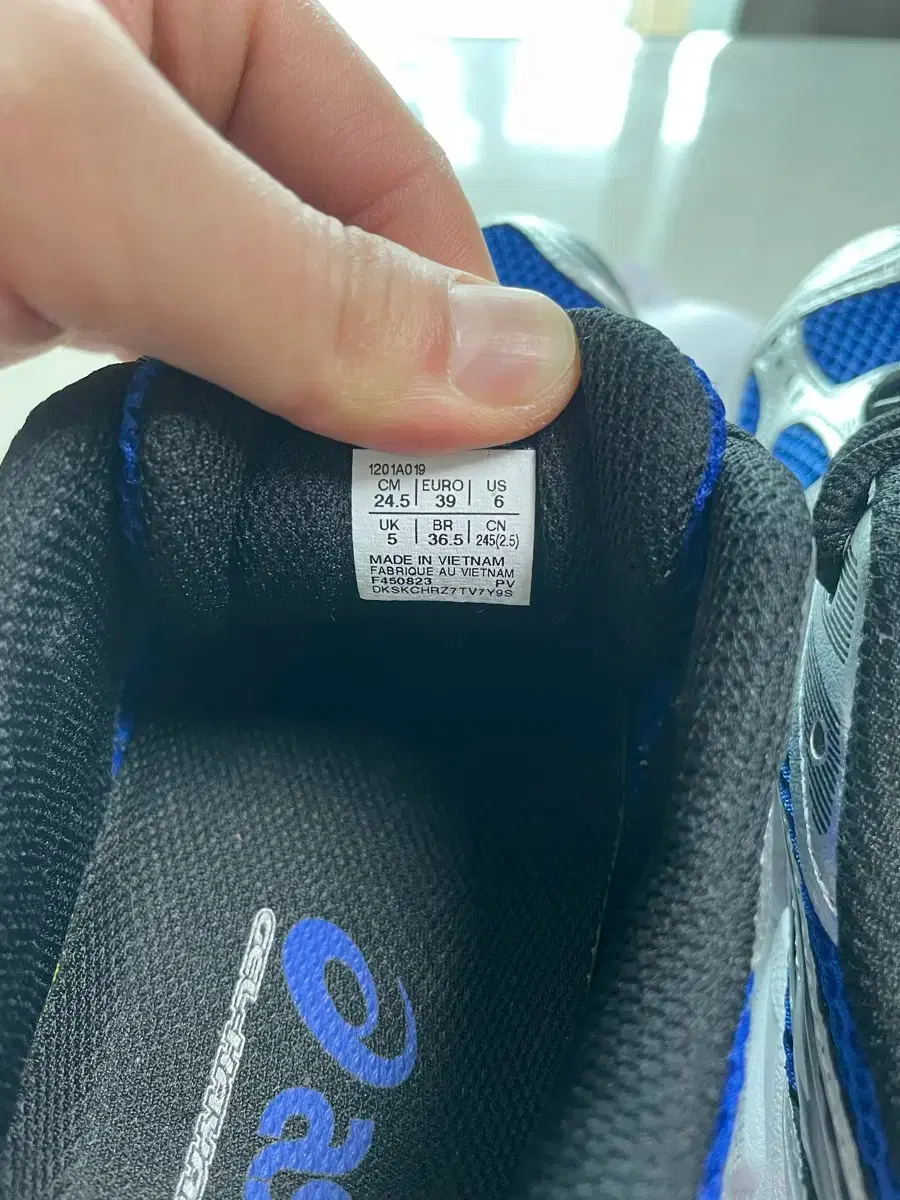 1201A019
CM EURO US
24.5 39 6
UK BR CN
5 36.5 245(2.5)
MADE IN VIETNAM
FABRIQUE AU VIETNAM
F450823 PV
DKSKCHRZ7TV7Y9S